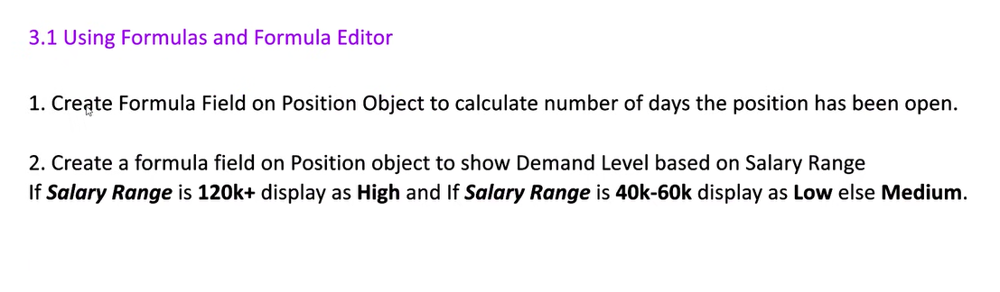 3.1 Using Formulas and Formula Editor
1. Create Formula Field on Position Object to calculate number of days the position has been open.
2. Create a formula field on Position object to show Demand Level based on Salary Range
If Salary Range is 120k+ display as High and If Salary Range is 40k-60k display as Low else Medium.